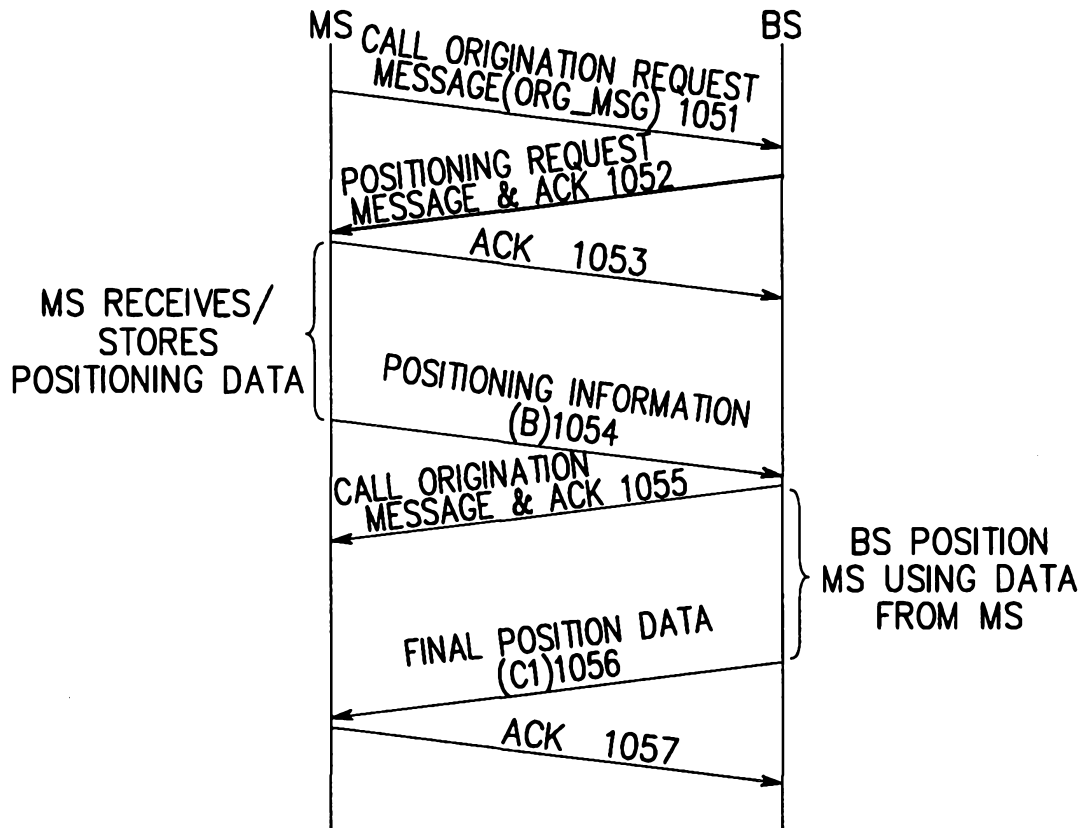 MS
BS
CALL ORIGINATION REQUEST
MESSAGE(ORG_MSG) 1051
POSITIONING REQUEST
MESSAGE & ACK 1052
ACK 1053
MS RECEIVES/
STORES
POSITIONING DATA
POSITIONING INFORMATION
(B)1054
CALL ORIGINATION
MESSAGE & ACK 1055
BS POSITION
MS USING DATA
FROM MS
FINAL POSITION DATA
(C1)1056
ACK 1057